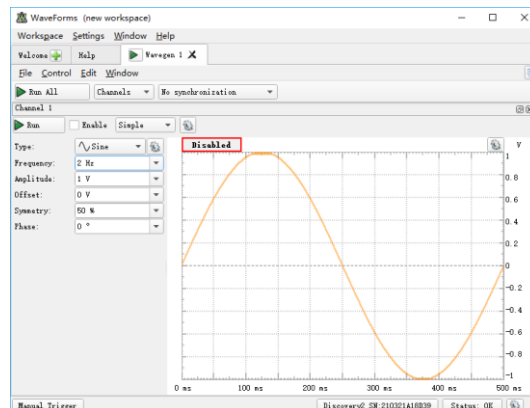 WaveForms (new workspace)
Workspace Settings Window Help
Welcome Help Wavegen 1
File Control Edit Window
Run All Channels No synchronization
Channel 1
Run Enable Simple
Type: Sine
Disabled
V
Frequency: 2 Hz
Amplitude: 1 V
Offset: 0 V
Symmetry: 50 %
Phase: 0 °
1
0.8
0.6
0.4
0.2
0
-0.2
-0.4
-0.6
-0.8
-1
0 ms 100 ms 200 ms 300 ms 400 ms 500 ms
Manual Trigger Discovery2 SN:210321A18B39 Status: OK